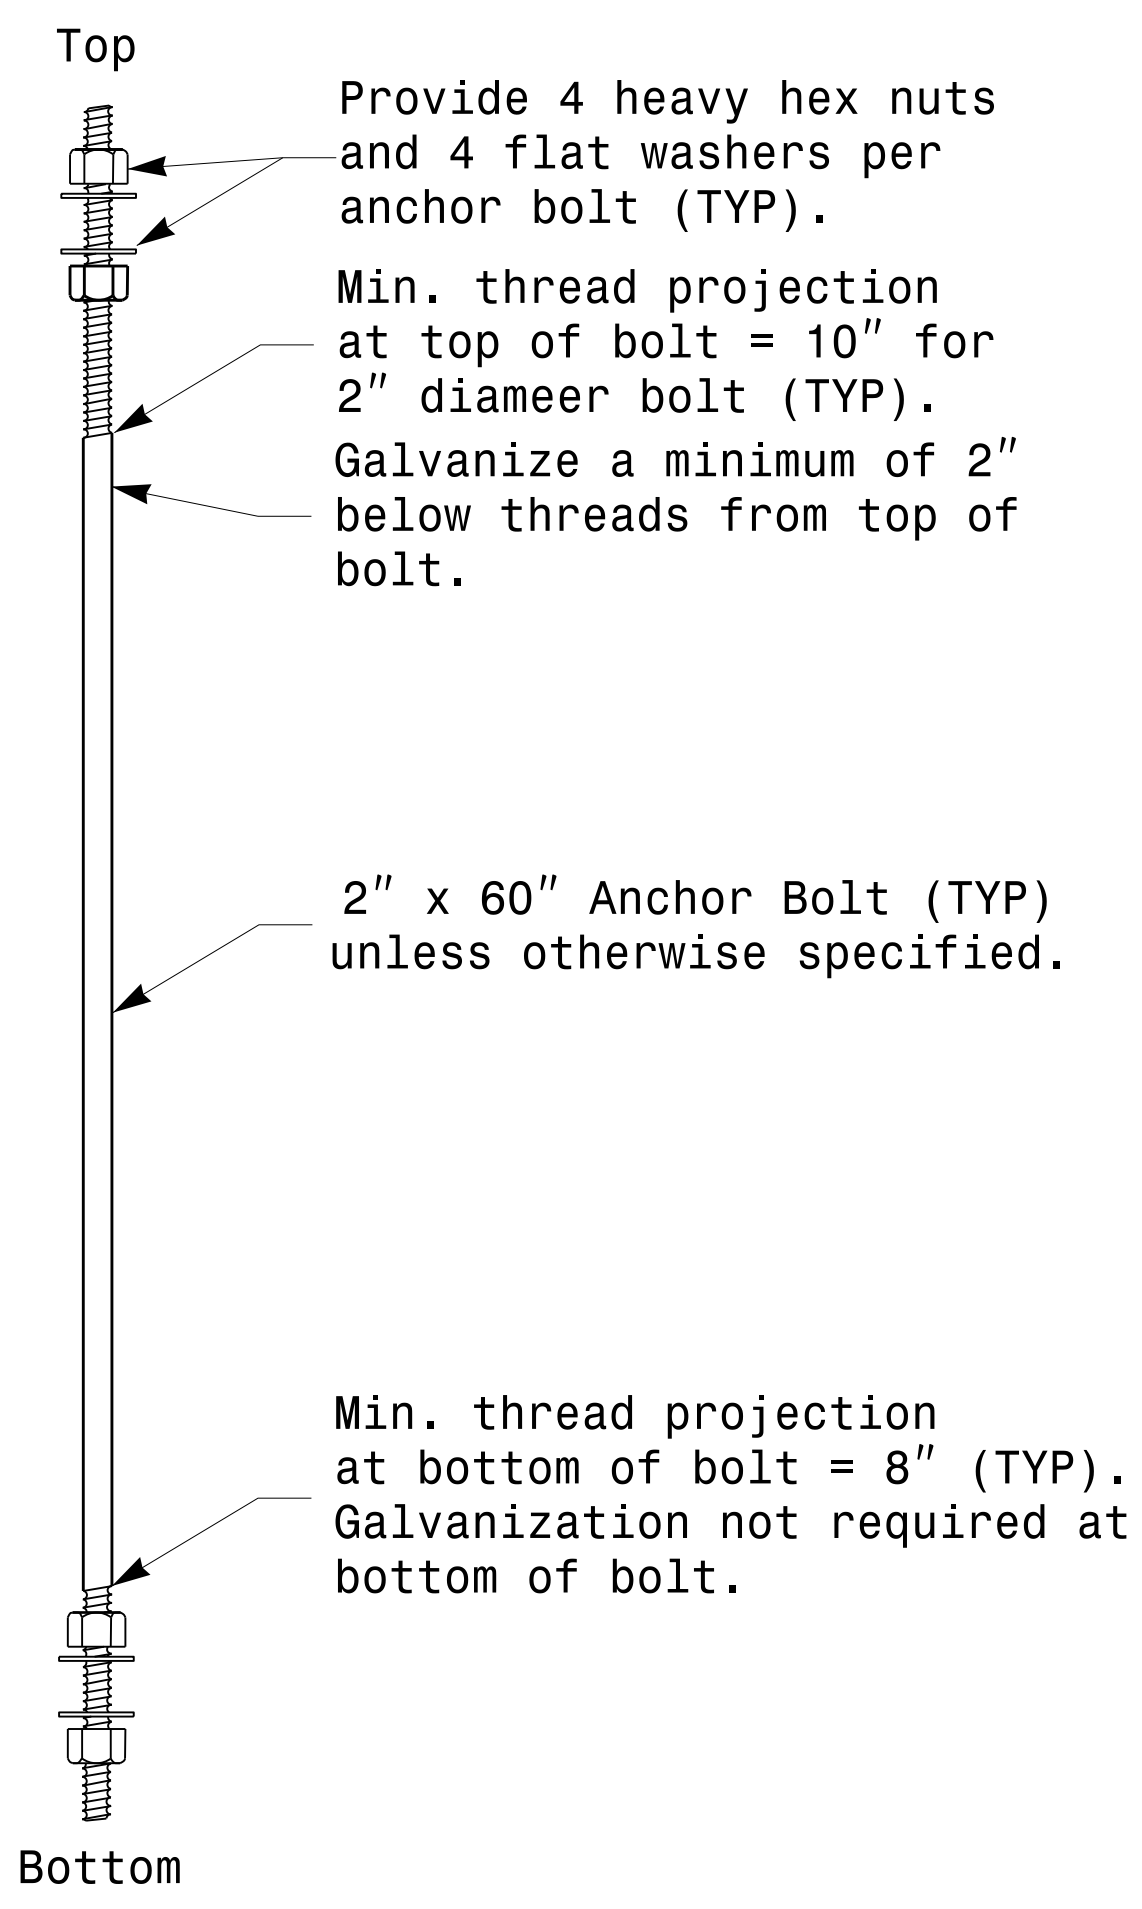 Top
Provide 4 heavy hex nuts
and 4 flat washers per
anchor bolt (TYP).
Min. thread projection
at top of bolt = 10" for
2" diameer bolt (TYP).
Galvanize a minimum of 2"
below threads from top of
bolt.
2" x 60" Anchor Bolt (TYP)
unless otherwise specified.
Min. thread projection
at bottom of bolt = 8" (TYP).
Galvanization not required at
bottom of bolt.
Bottom